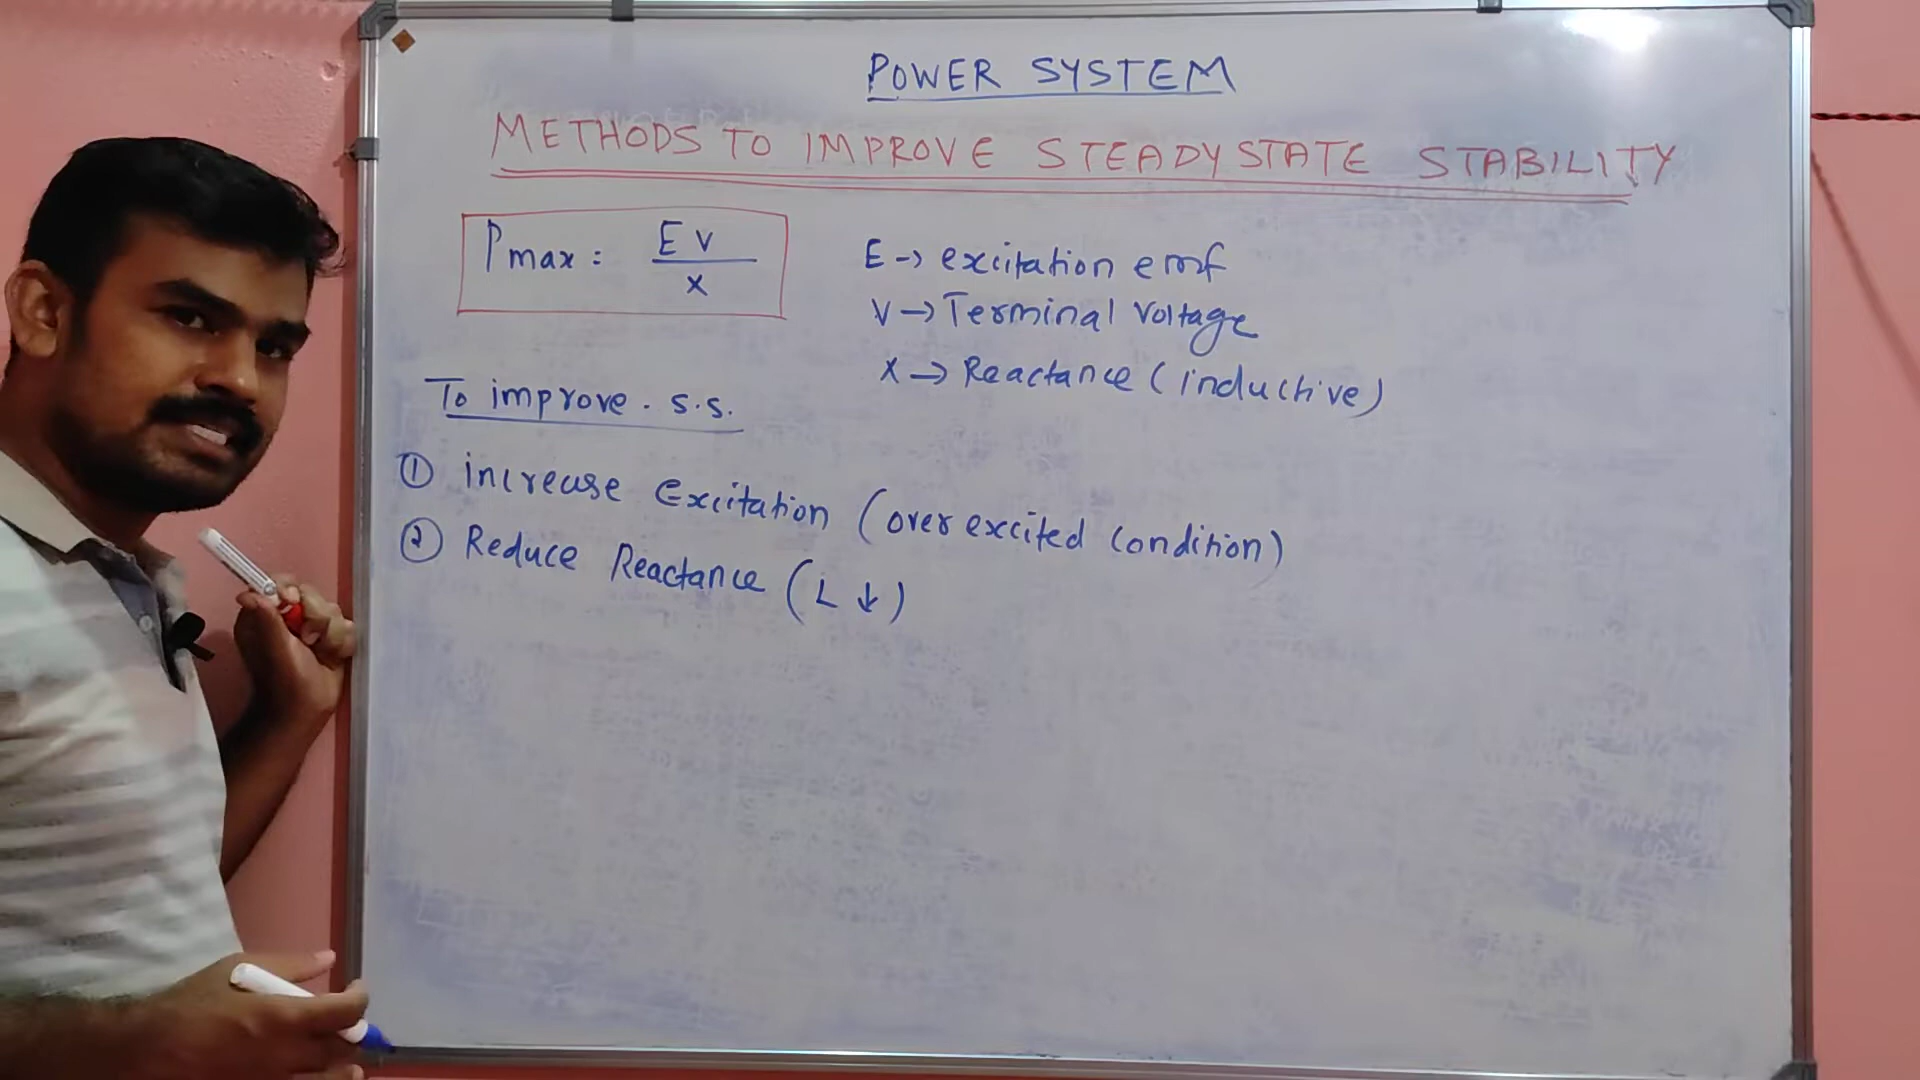 POWER SYSTEM
METHODS TO IMPROVE STEADY STATE STABILITY
Pmax = EV / x
E → excitation emf
V → Terminal Voltage
x → Reactance (inductive)
To improve . s.s.
① increase Excitation (over excited condition)
② Reduce Reactance (L ↓)